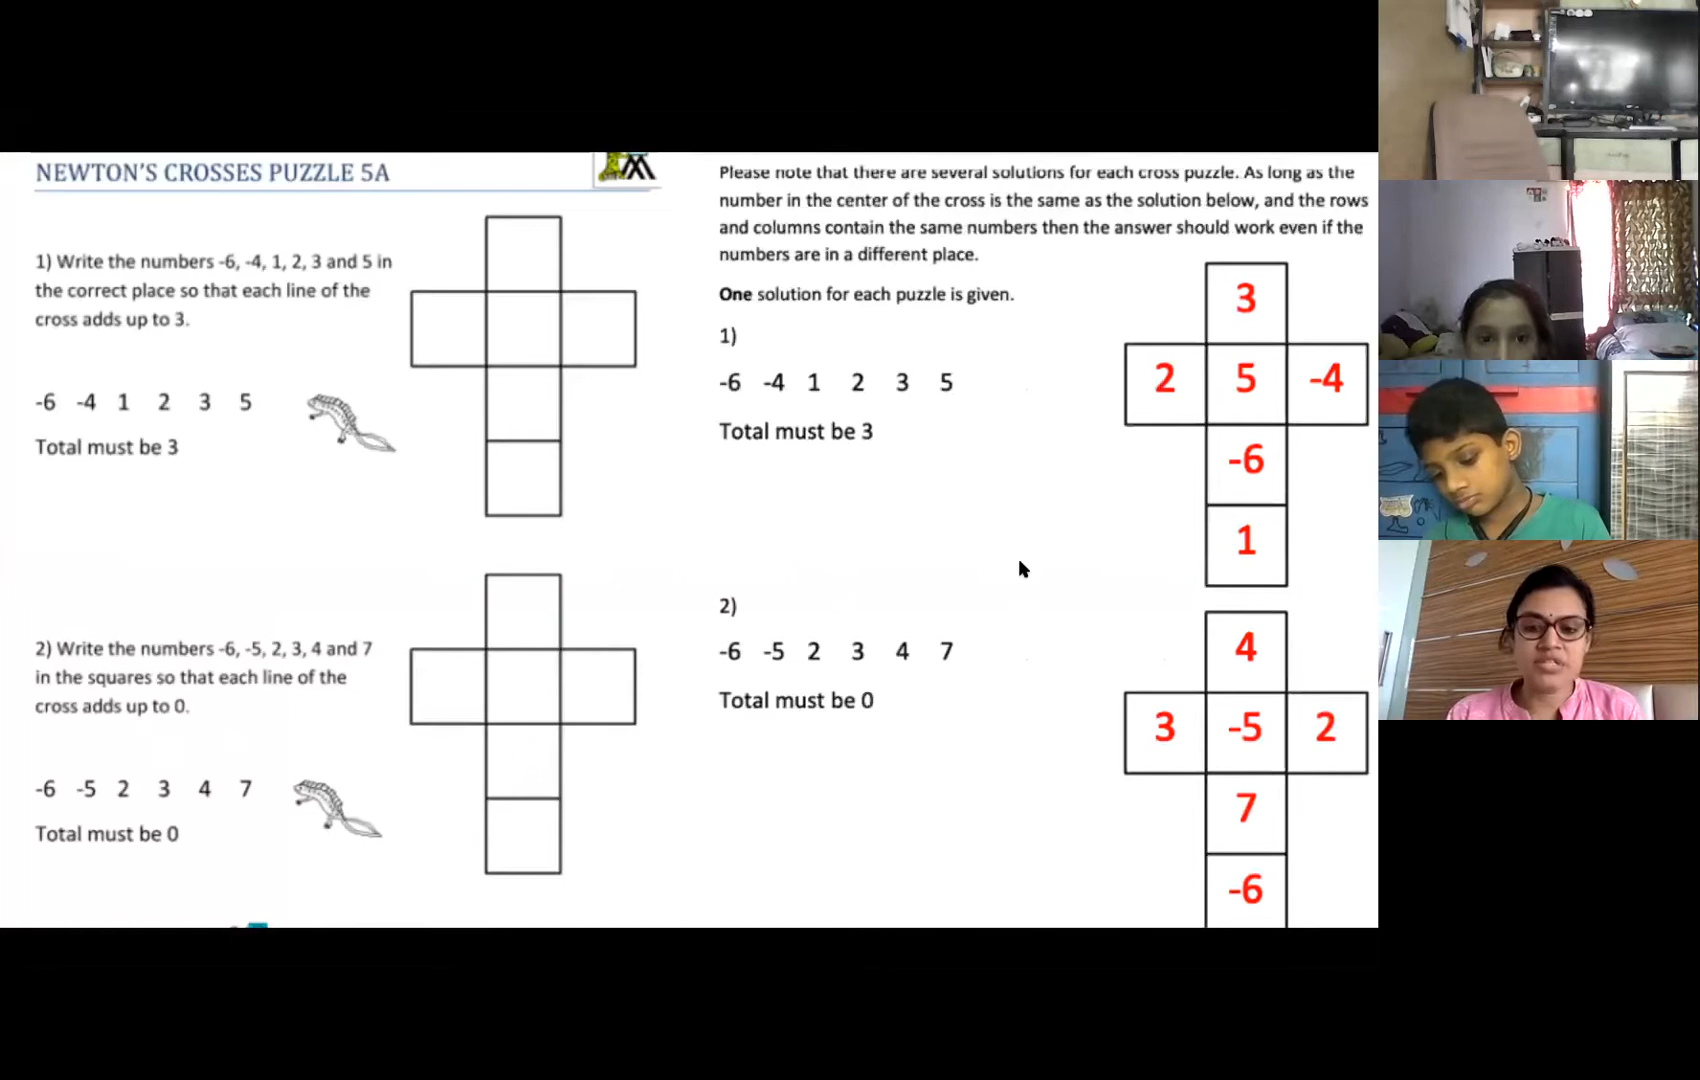 NEWTON'S CROSSES PUZZLE 5A
1) Write the numbers -6, -4, 1, 2, 3 and 5 in
the correct place so that each line of the
cross adds up to 3.
-6 -4 1 2 3 5
Total must be 3
2) Write the numbers -6, -5, 2, 3, 4 and 7
in the squares so that each line of the
cross adds up to 0.
-6 -5 2 3 4 7
Total must be 0
Please note that there are several solutions for each cross puzzle. As long as the
number in the center of the cross is the same as the solution below, and the rows
and columns contain the same numbers then the answer should work even if the
numbers are in a different place.
One solution for each puzzle is given.
1)
-6 -4 1 2 3 5
Total must be 3
3
2 5 -4
-6
1
2)
-6 -5 2 3 4 7
Total must be 0
4
3 -5 2
7
-6